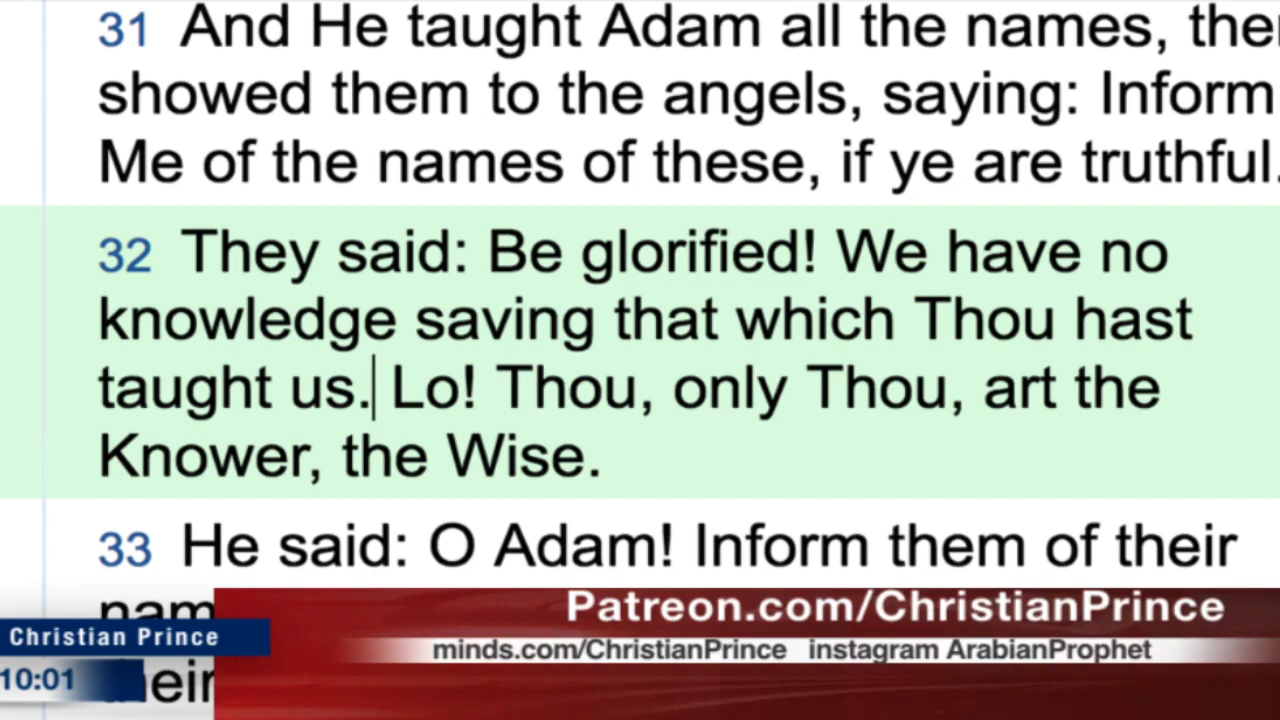 31 And He taught Adam all the names, then
showed them to the angels, saying: Inform
Me of the names of these, if ye are truthful.
32 They said: Be glorified! We have no
knowledge saving that which Thou hast
taught us. Lo! Thou, only Thou, art the
Knower, the Wise.
33 He said: O Adam! Inform them of their
Patreon.com/ChristianPrince
Christian Prince
minds.com/ChristianPrince instagram ArabianProphet
10:01